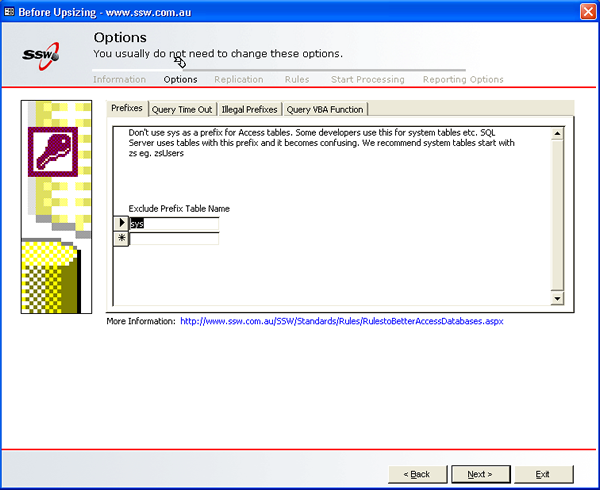 Before Upsizing - www.ssw.com.au
SSW
Options
You usually do not need to change these options.
Information Options Replication Rules Start Processing Reporting Options
Prefixes Query Time Out Illegal Prefixes Query VBA Function
Don't use sys as a prefix for Access tables. Some developers use this for system tables etc. SQL
Server uses tables with this prefix and it becomes confusing. We recommend system tables start with
zs eg. zsUsers
Exclude Prefix Table Name
sys
More Information: http://www.ssw.com.au/SSW/Standards/Rules/RulestoBetterAccessDatabases.aspx
< Back Next > Exit